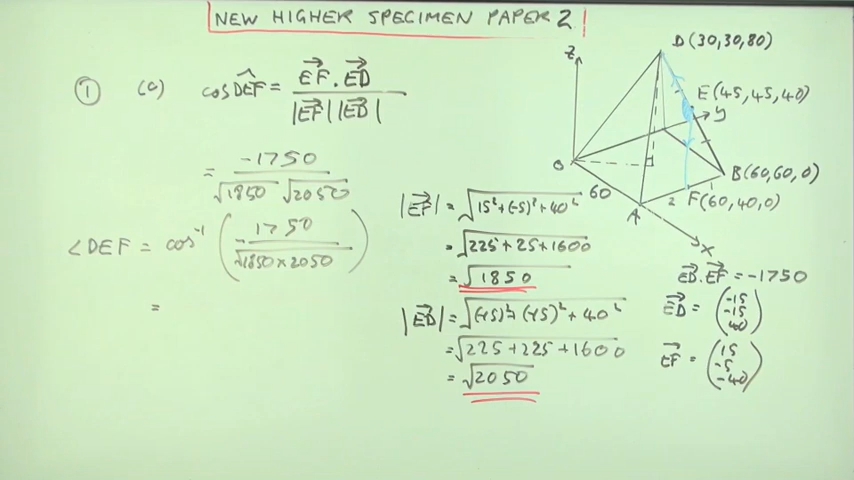 NEW HIGHER SPECIMEN PAPER 2
① (c) cos DÊF = EF→ . ED→ / |EF→| |ED→|
= -1750 / √1850 √2050
∠DEF = cos⁻¹ ( -1750 / √1850 × 2050 )
=
|EF→| = √15² + (-5)² + 40²
= √225 + 25 + 1600
= √1850
|ED→| = √(-15)² + (-15)² + 40²
= √225 + 225 + 1600
= √2050
D (30,30,80)
Z
E (45,45,40)
y
O
B (60,60,0)
60
1
2
F (60,40,0)
A
x
ED→ . EF→ = -1750
ED→ = (-15 -15 40)
EF→ = (15 -5 -40)